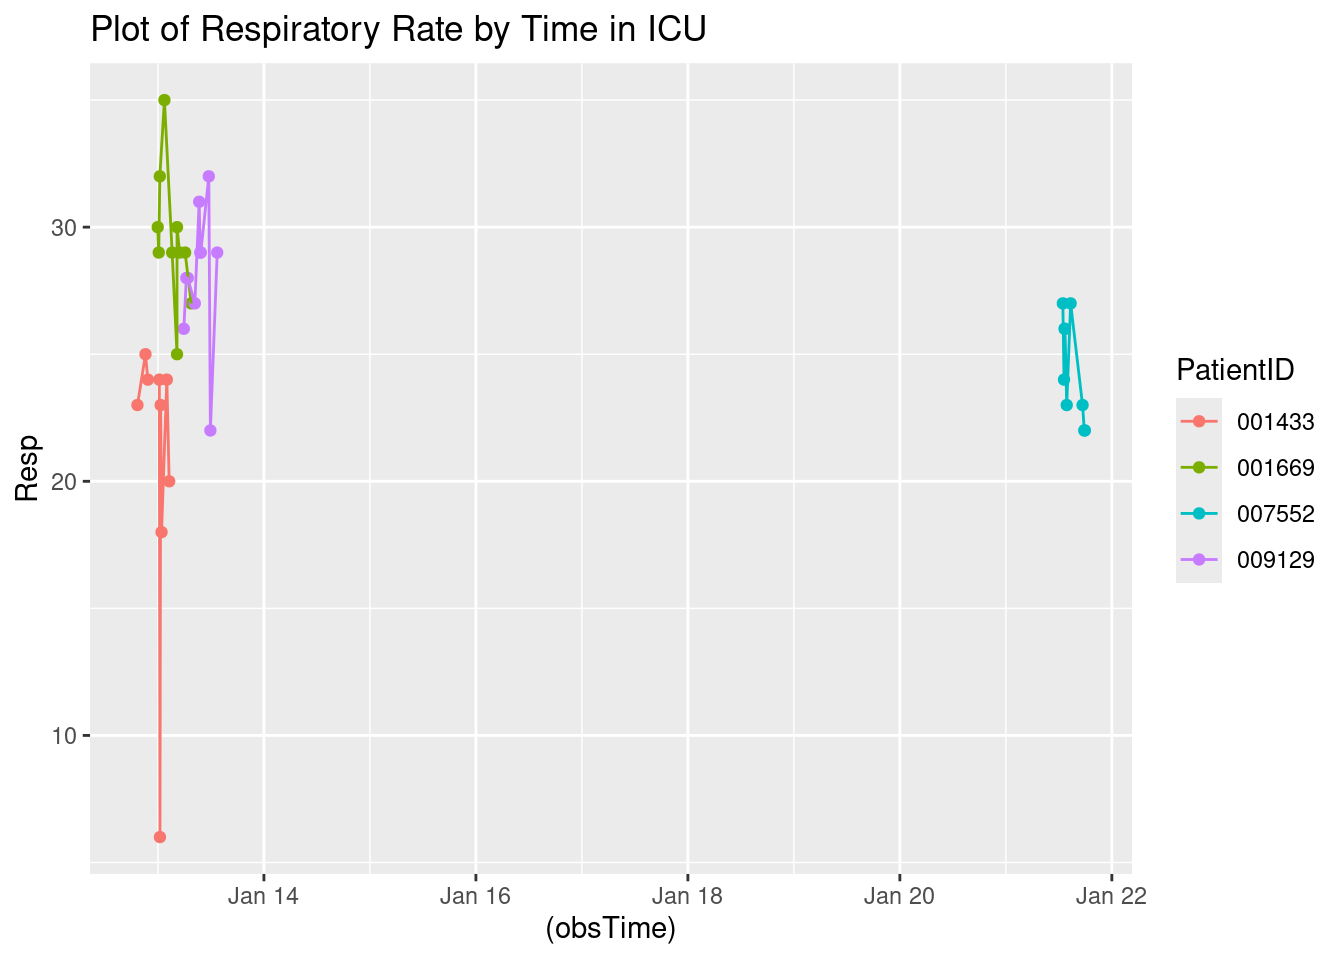 Plot of Respiratory Rate by Time in ICU
Resp
30
20
10
Jan 14
Jan 16
Jan 18
Jan 20
Jan 22
(obsTime)
PatientID
001433
001669
007552
009129